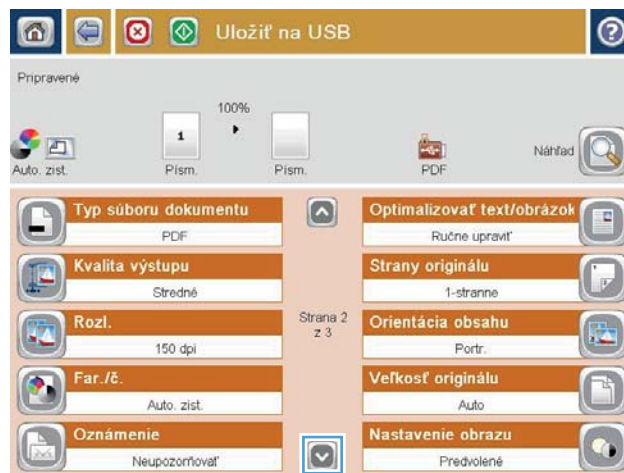 Uložiť na USB
Pripravené
100%
1
Auto. zist.
Písm.
Písm.
PDF
Náhľad
Typ súboru dokumentu
PDF
Optimalizovať text/obrázok
Ručne upraviť
Kvalita výstupu
Stredné
Strany originálu
1-stranne
Rozl.
150 dpi
Strana 2
z 3
Orientácia obsahu
Portr.
Far./č.
Auto. zist.
Veľkosť originálu
Auto
Oznámenie
Neupozorňovať
Nastavenie obrazu
Predvolené